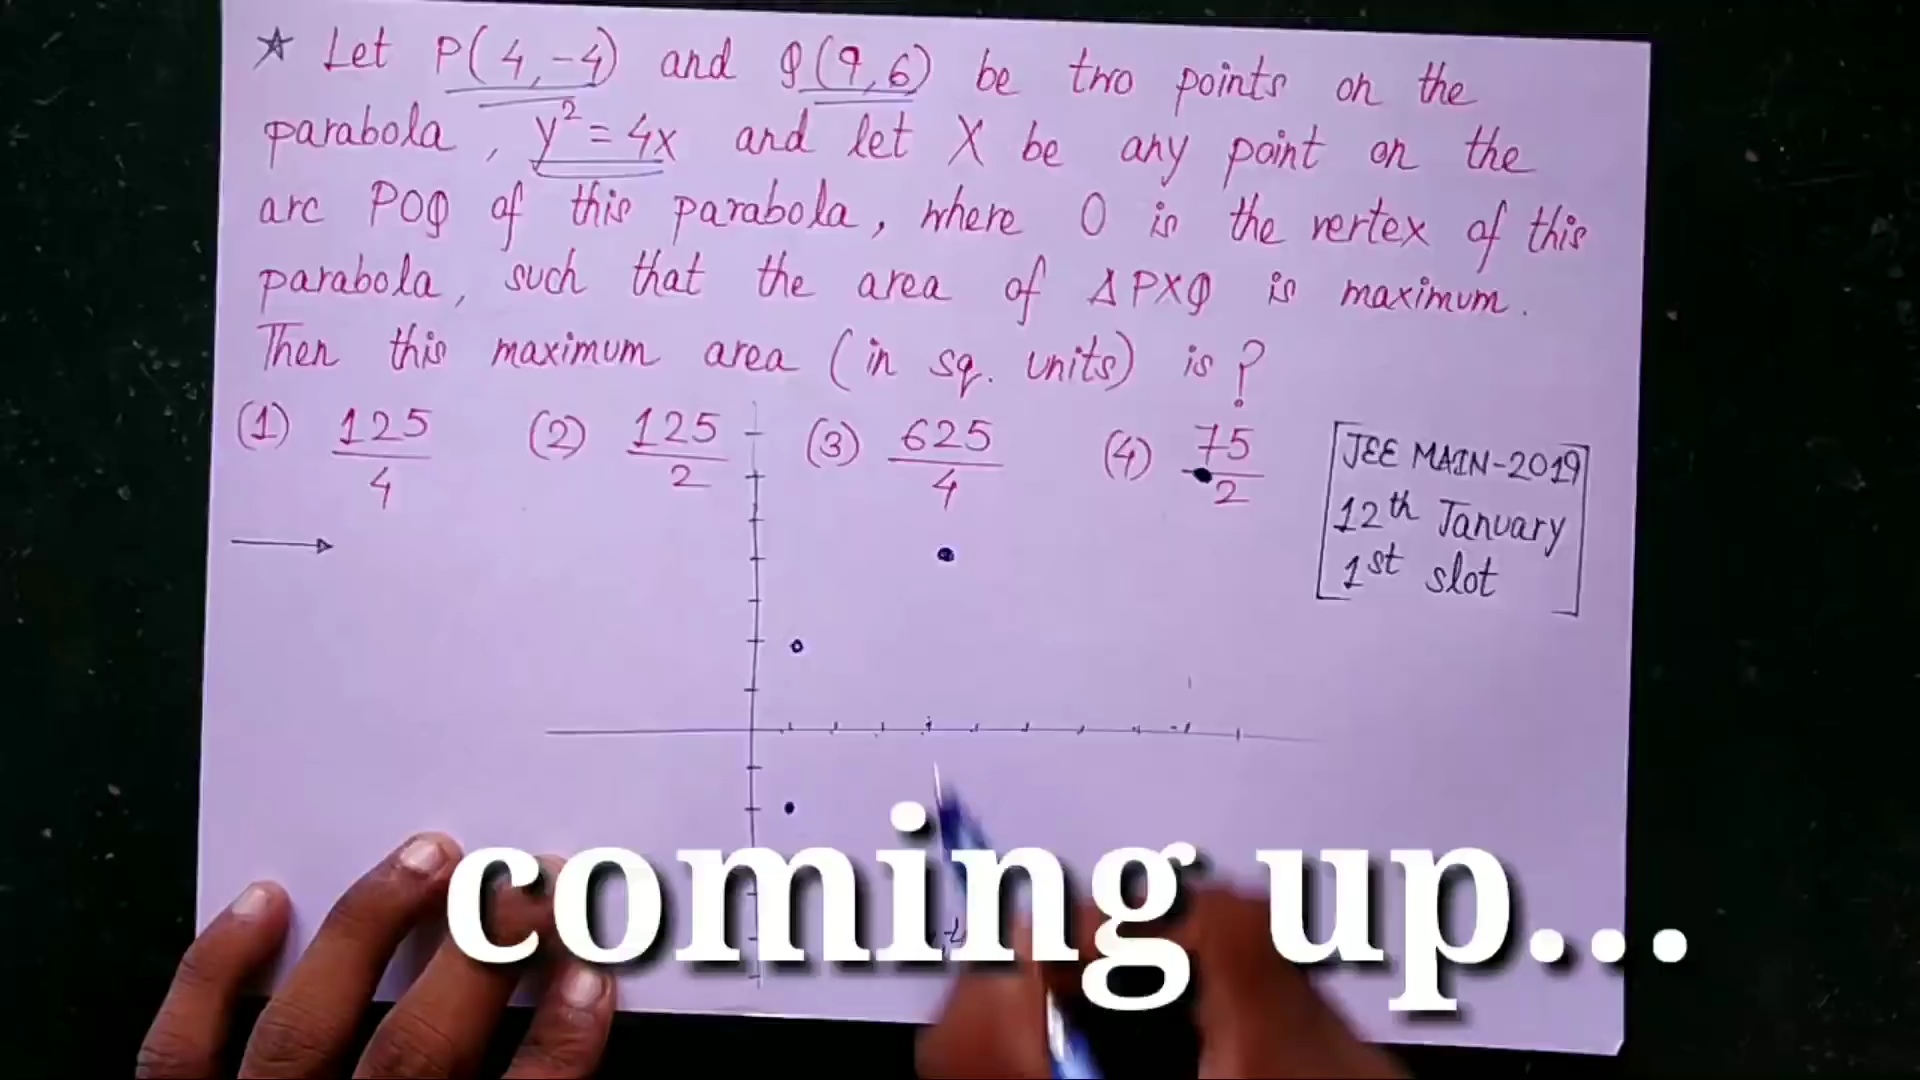 ☆ Let P(4,-4) and Q(9,6) be two points on the
parabola, y² = 4x and let X be any point on the
arc POQ of this parabola, where O is the vertex of this
parabola, such that the area of ΔPXQ is maximum.
Then this maximum area (in sq. units) is ?
(1) 125/4 (2) 125/2 (3) 625/4 (4) 75/2
[JEE MAIN-2019
12th January
1st slot]
coming up...